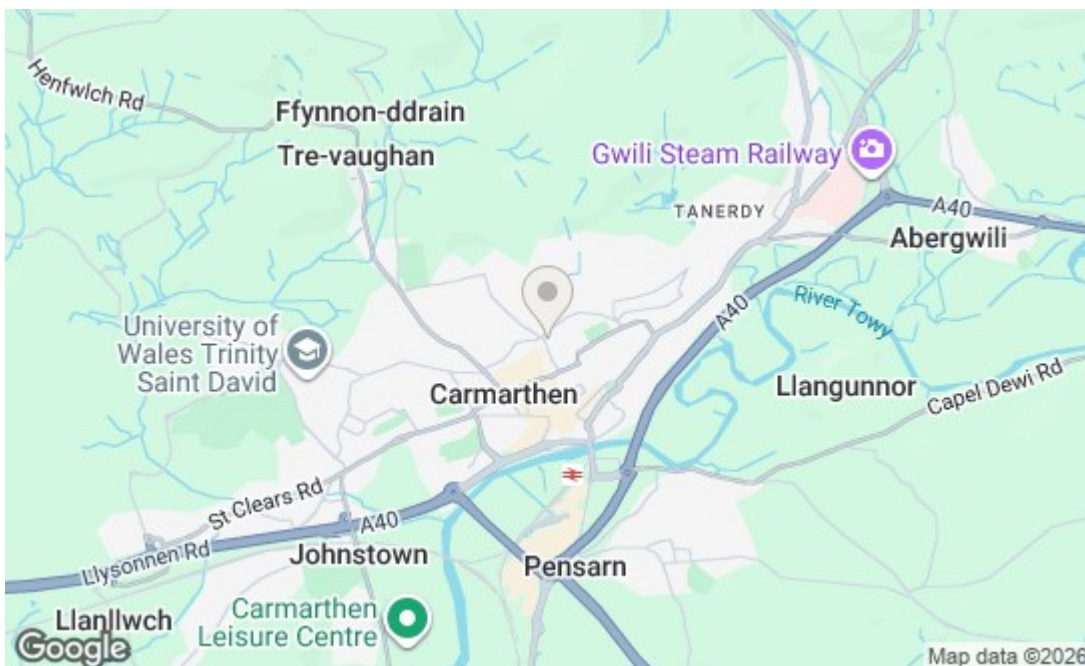 Henfwlch Rd
Ffynnon-ddrain
Tre-vaughan
Gwili Steam Railway
TANERDY
A40
Abergwili
River Towy
A40
University of
Wales Trinity
Saint David
Carmarthen
Llangunnor
Capel Dewi Rd
St Clears Rd
A40
Llysonnen Rd
Johnstown
Pensarn
Llanllwch
Carmarthen
Leisure Centre
Google
Map data ©2026